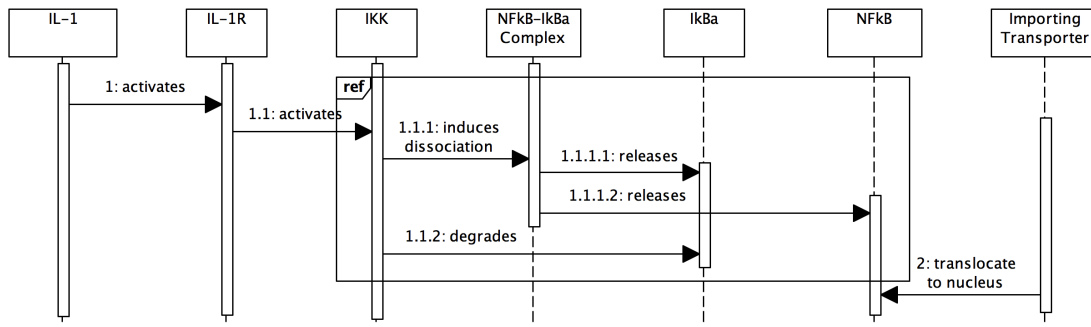 IL-1
IL-1R
IKK
NFkB-IkBa
Complex
IkBa
NFkB
Importing
Transporter
ref
1: activates
1.1: activates
1.1.1: induces
dissociation
1.1.1.1: releases
1.1.1.2: releases
1.1.2: degrades
2: translocate
to nucleus